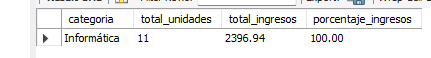 categoria total_unidades total_ingresos porcentaje_ingresos
Informática 11 2396.94 100.00